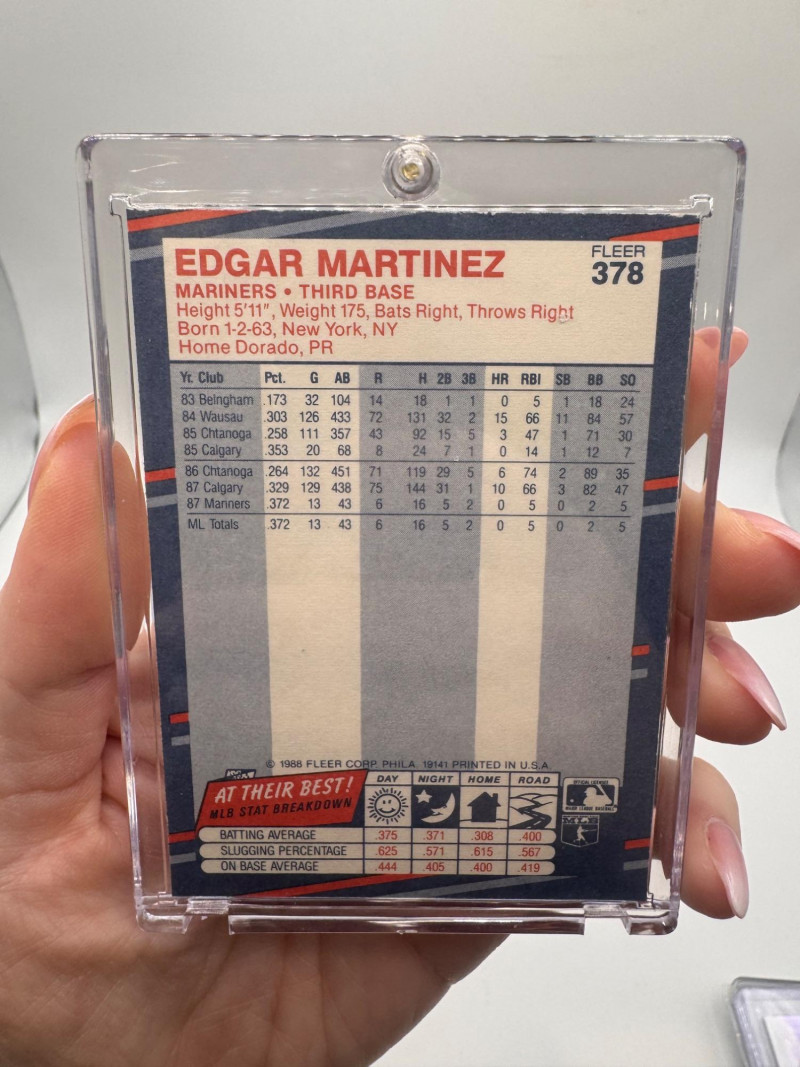 EDGAR MARTINEZ
FLEER
378
MARINERS • THIRD BASE
Height 5'11", Weight 175, Bats Right, Throws Right
Born 1-2-63, New York, NY
Home Dorado, PR
Yr. Club Pct. G AB R H 2B 3B HR RBI SB BB SO
83 Belngham .173 32 104 14 18 1 1 0 5 1 18 24
84 Wausau .303 126 433 72 131 32 2 15 66 11 84 57
85 Chtanoga .258 111 357 43 92 15 5 3 47 1 71 30
85 Calgary .353 20 68 8 24 7 1 0 14 1 12 7
86 Chtanoga .264 132 451 71 119 29 5 6 74 2 89 35
87 Calgary .329 129 438 75 144 31 1 10 66 3 82 47
87 Mariners .372 13 43 6 16 5 2 0 5 0 2 5
ML Totals .372 13 43 6 16 5 2 0 5 0 2 5
© 1988 FLEER CORP. PHILA. 19141 PRINTED IN U.S.A.
AT THEIR BEST!
MLB STAT BREAKDOWN
DAY NIGHT HOME ROAD
BATTING AVERAGE .375 .371 .308 .400
SLUGGING PERCENTAGE .625 .571 .615 .567
ON BASE AVERAGE .444 .405 .400 .419